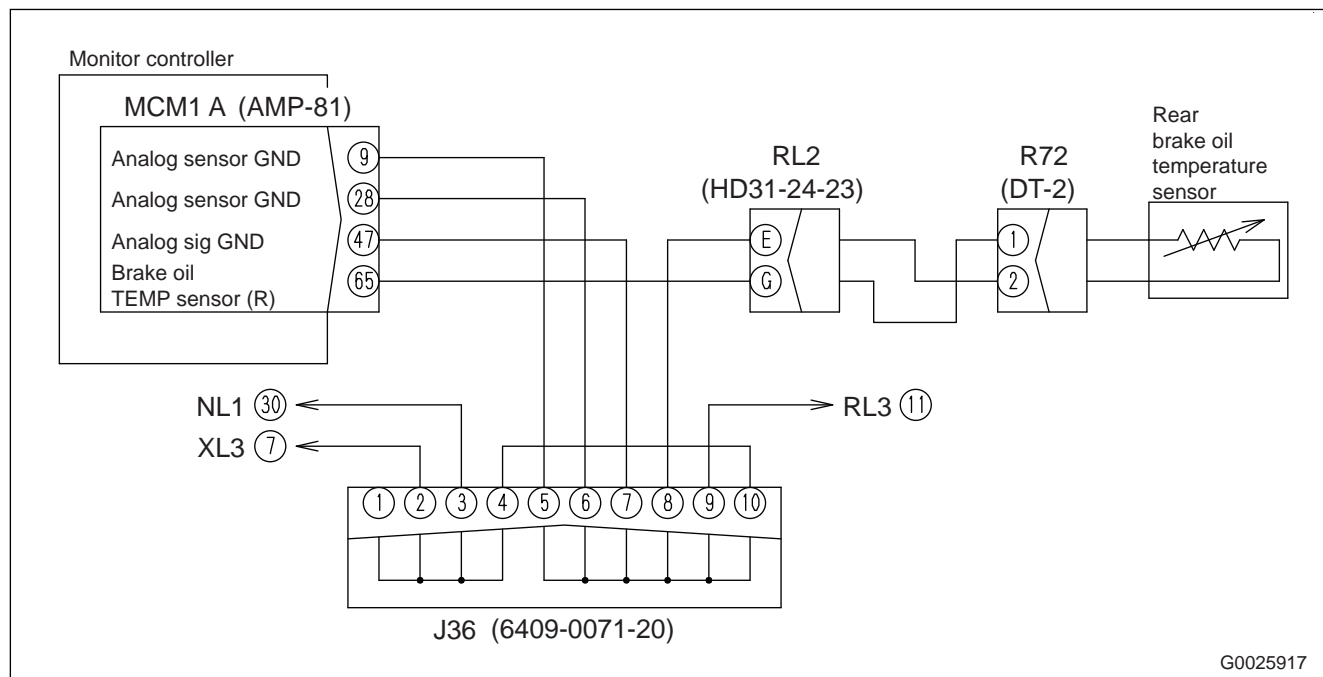 Monitor controller
MCM1 A (AMP-81)
Analog sensor GND 9
Analog sensor GND 28
Analog sig GND 47
Brake oil
TEMP sensor (R) 65
RL2
(HD31-24-23)
E
G
R72
(DT-2)
1
2
Rear
brake oil
temperature
sensor
NL1 30
XL3 7
RL3 11
1 2 3 4 5 6 7 8 9 10
J36 (6409-0071-20)
G0025917